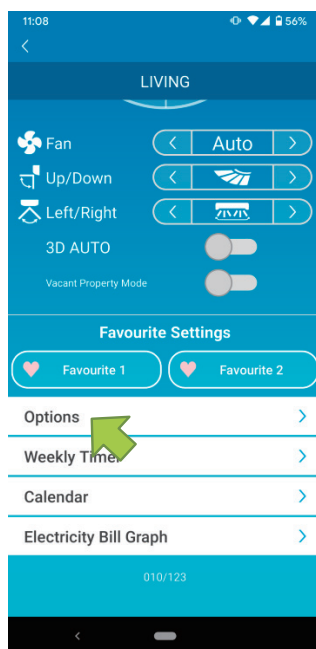 11:08 56%
LIVING
Fan Auto
Up/Down
Left/Right
3D AUTO
Vacant Property Mode
Favourite Settings
Favourite 1 Favourite 2
Options
Weekly Timer
Calendar
Electricity Bill Graph
010/123